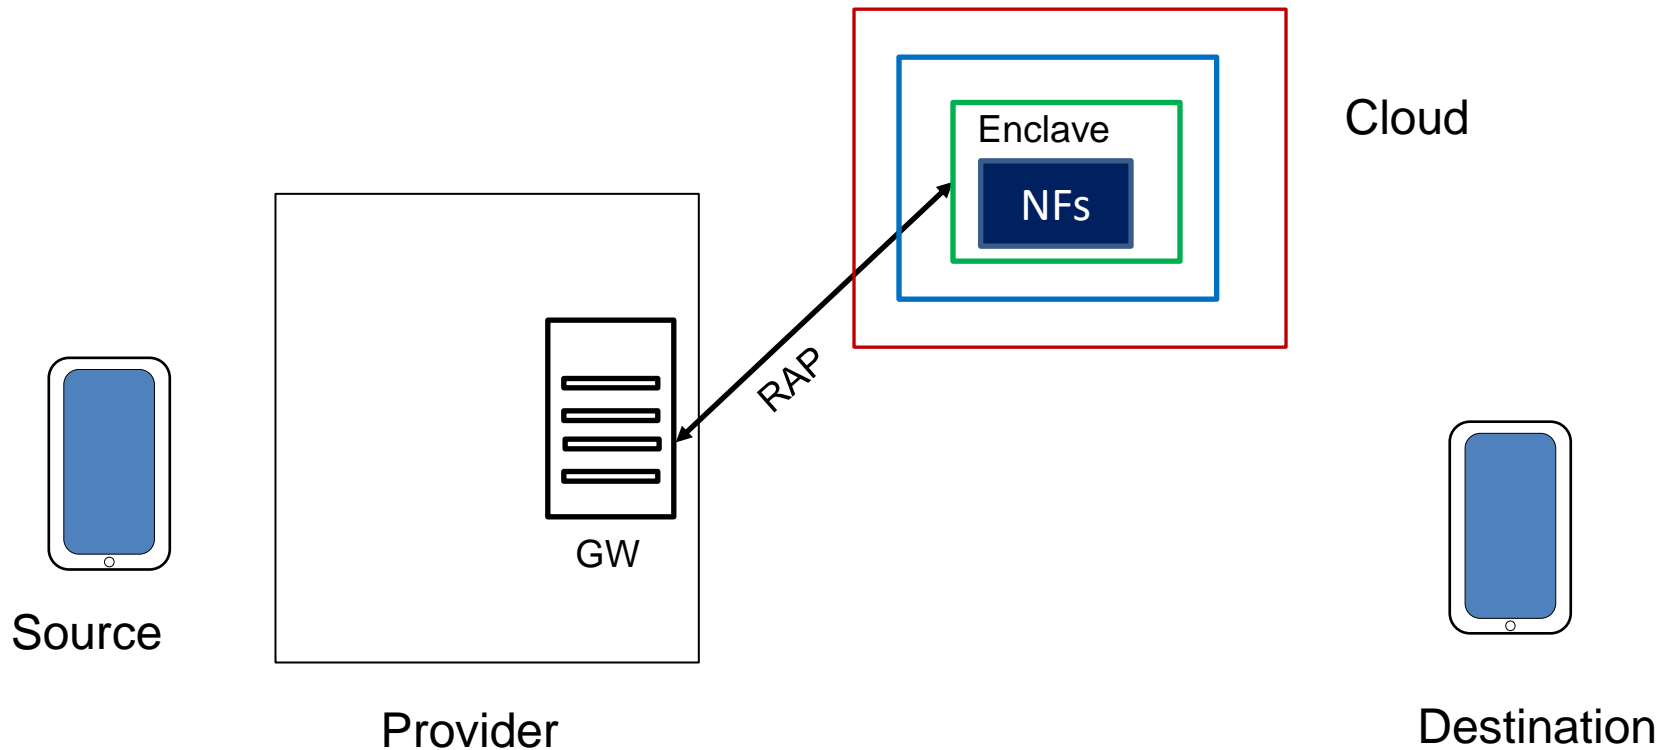 Cloud
Enclave
NFs
RAP
GW
Source
Provider
Destination